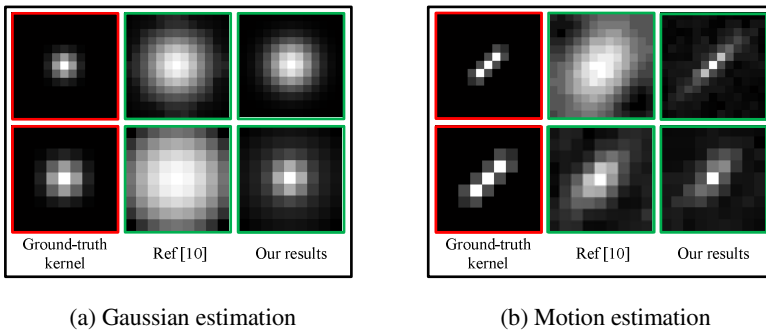 Ground-truth kernel
Ref [10]
Our results
Ground-truth kernel
Ref [10]
Our results
(a) Gaussian estimation
(b) Motion estimation